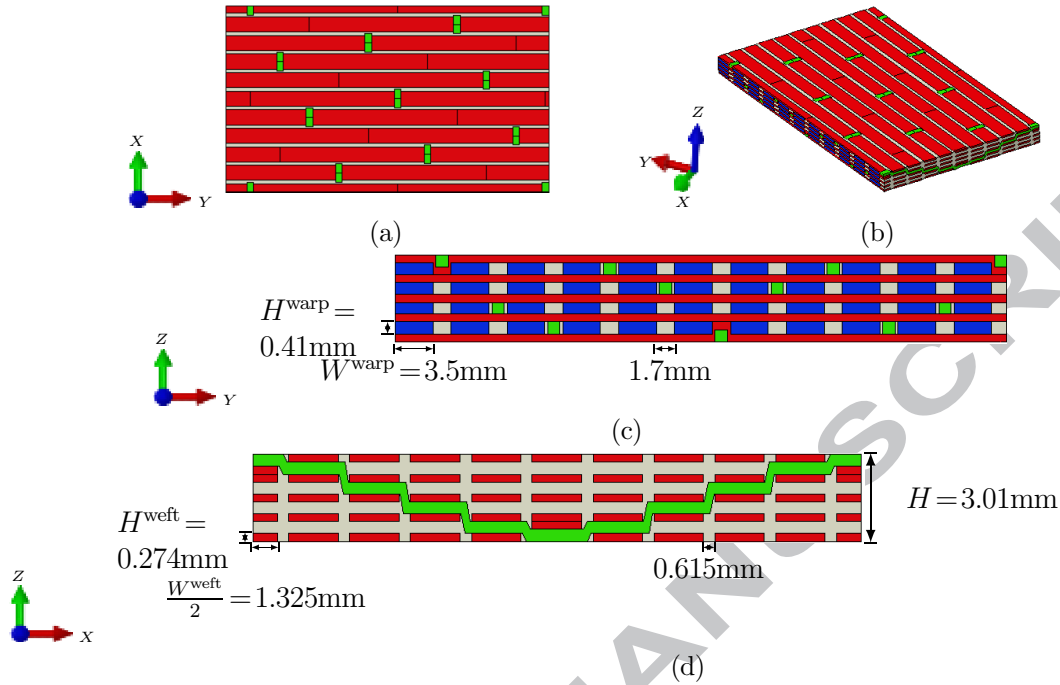 X
Y
(a)
Z
Y
X
(b)
H^warp =
0.41mm
W^warp = 3.5mm
1.7mm
Z
Y
(c)
H^weft =
0.274mm
W^weft/2 = 1.325mm
0.615mm
H = 3.01mm
Z
X
(d)
ANUSCRI